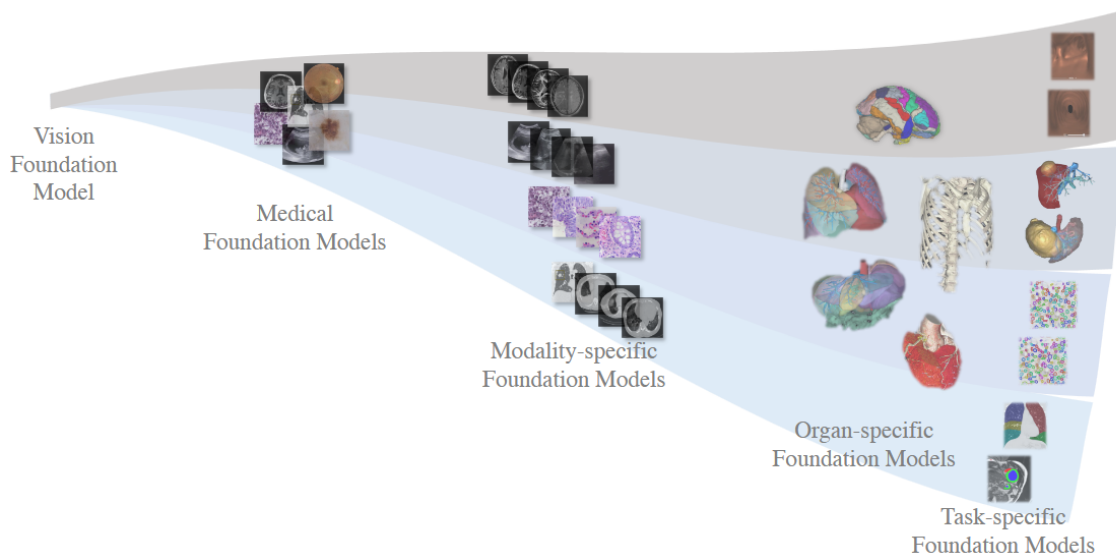 Vision
Foundation
Model
Medical
Foundation Models
Modality-specific
Foundation Models
Organ-specific
Foundation Models
Task-specific
Foundation Models